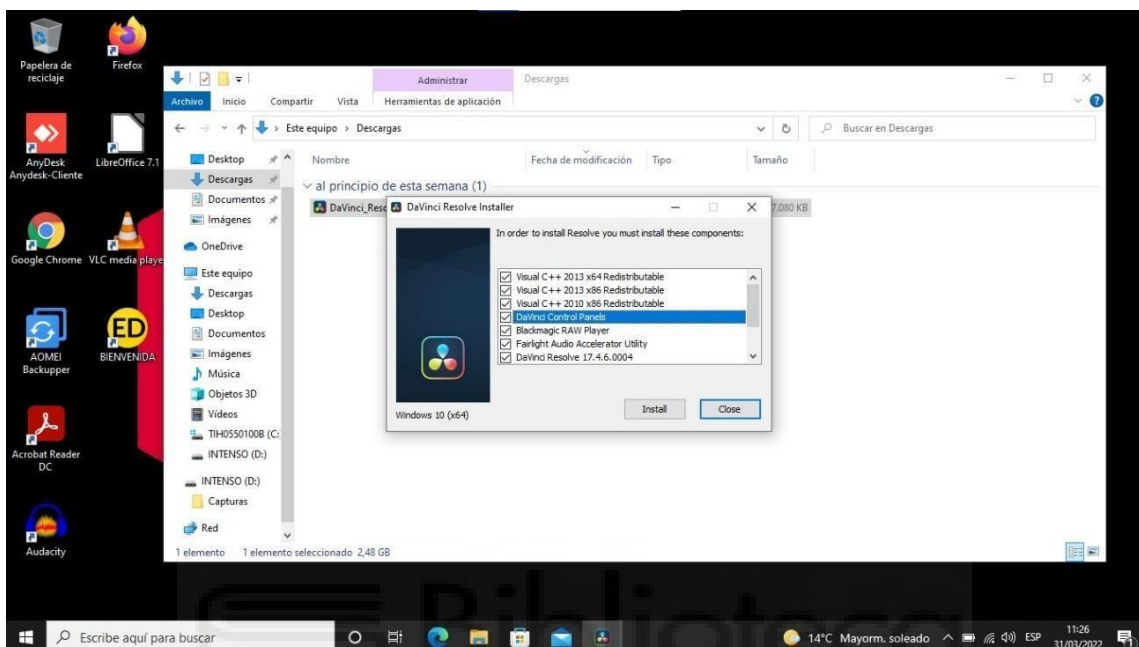 Papelera de
reciclaje
Firefox
AnyDesk
Anydesk-Cliente
LibreOffice 7.1
Google Chrome
VLC media playe
AOMEI
Backupper
ED
BIENVENIDA
Acrobat Reader
DC
Audacity
Administrar
Descargas
Archivo
Inicio
Compartir
Vista
Herramientas de aplicación
Este equipo > Descargas
Buscar en Descargas
Desktop
Descargas
Documentos
Imágenes
OneDrive
Este equipo
Descargas
Desktop
Documentos
Imágenes
Música
Objetos 3D
Vídeos
TIH0550100B (C:
INTENSO (D:)
INTENSO (D:)
Capturas
Red
Nombre
Fecha de modificación
Tipo
Tamaño
al principio de esta semana (1)
DaVinci_Reso
7.080 KB
DaVinci Resolve Installer
In order to install Resolve you must install these components:
Visual C++ 2013 x64 Redistributable
Visual C++ 2013 x86 Redistributable
Visual C++ 2010 x86 Redistributable
DaVinci Control Panels
Blackmagic RAW Player
Fairlight Audio Accelerator Utility
DaVinci Resolve 17.4.6.0004
Windows 10 (x64)
Install
Close
1 elemento
1 elemento seleccionado 2,48 GB
Biblioteca
Escribe aquí para buscar
14°C Mayorm. soleado
ESP
11:26
31/03/2022
1